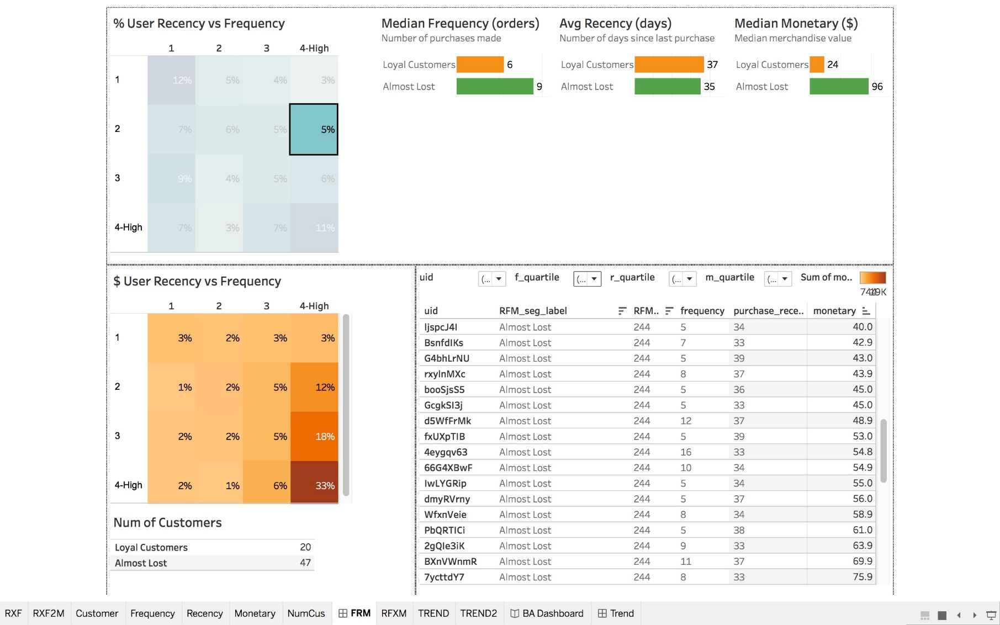 % User Recency vs Frequency
1 2 3 4-High
1 12% 5% 4% 3%
2 7% 6% 5% 5%
3 9% 4% 5% 6%
4-High 7% 3% 7% 11%
Median Frequency (orders)
Number of purchases made
Loyal Customers 6
Almost Lost 9
Avg Recency (days)
Number of days since last purchase
Loyal Customers 37
Almost Lost 35
Median Monetary ($)
Median merchandise value
Loyal Customers 24
Almost Lost 96
$ User Recency vs Frequency
1 2 3 4-High
1 3% 2% 3% 3%
2 1% 2% 5% 12%
3 2% 2% 5% 18%
4-High 2% 1% 6% 33%
Num of Customers
Loyal Customers 20
Almost Lost 47
uid (... f_quartile (... r_quartile (... m_quartile (... Sum of mo..
uid RFM_seg_label RFM.. frequency purchase_rece.. monetary
ljspcJ4I Almost Lost 244 5 34 40.0
BsnfdIKs Almost Lost 244 7 33 42.9
G4bhLrNU Almost Lost 244 5 39 43.0
rxylnMXc Almost Lost 244 8 37 43.9
booSjsS5 Almost Lost 244 5 36 45.0
GcgkSI3j Almost Lost 244 5 33 45.0
d5WfFrMk Almost Lost 244 12 37 48.9
fxUXpTIB Almost Lost 244 5 39 53.0
4eygqv63 Almost Lost 244 16 33 54.8
66G4XBwF Almost Lost 244 10 34 54.9
IwLYGRip Almost Lost 244 5 34 55.0
dmyRVrny Almost Lost 244 5 37 56.0
WfxnVeie Almost Lost 244 8 34 58.9
PbQRTICi Almost Lost 244 5 38 61.0
2gQIe3iK Almost Lost 244 9 33 63.9
BXnVWnmR Almost Lost 244 11 37 69.9
7ycttdY7 Almost Lost 244 8 33 75.9
RXF RXF2M Customer Frequency Recency Monetary NumCus FRM RFXM TREND TREND2 BA Dashboard Trend